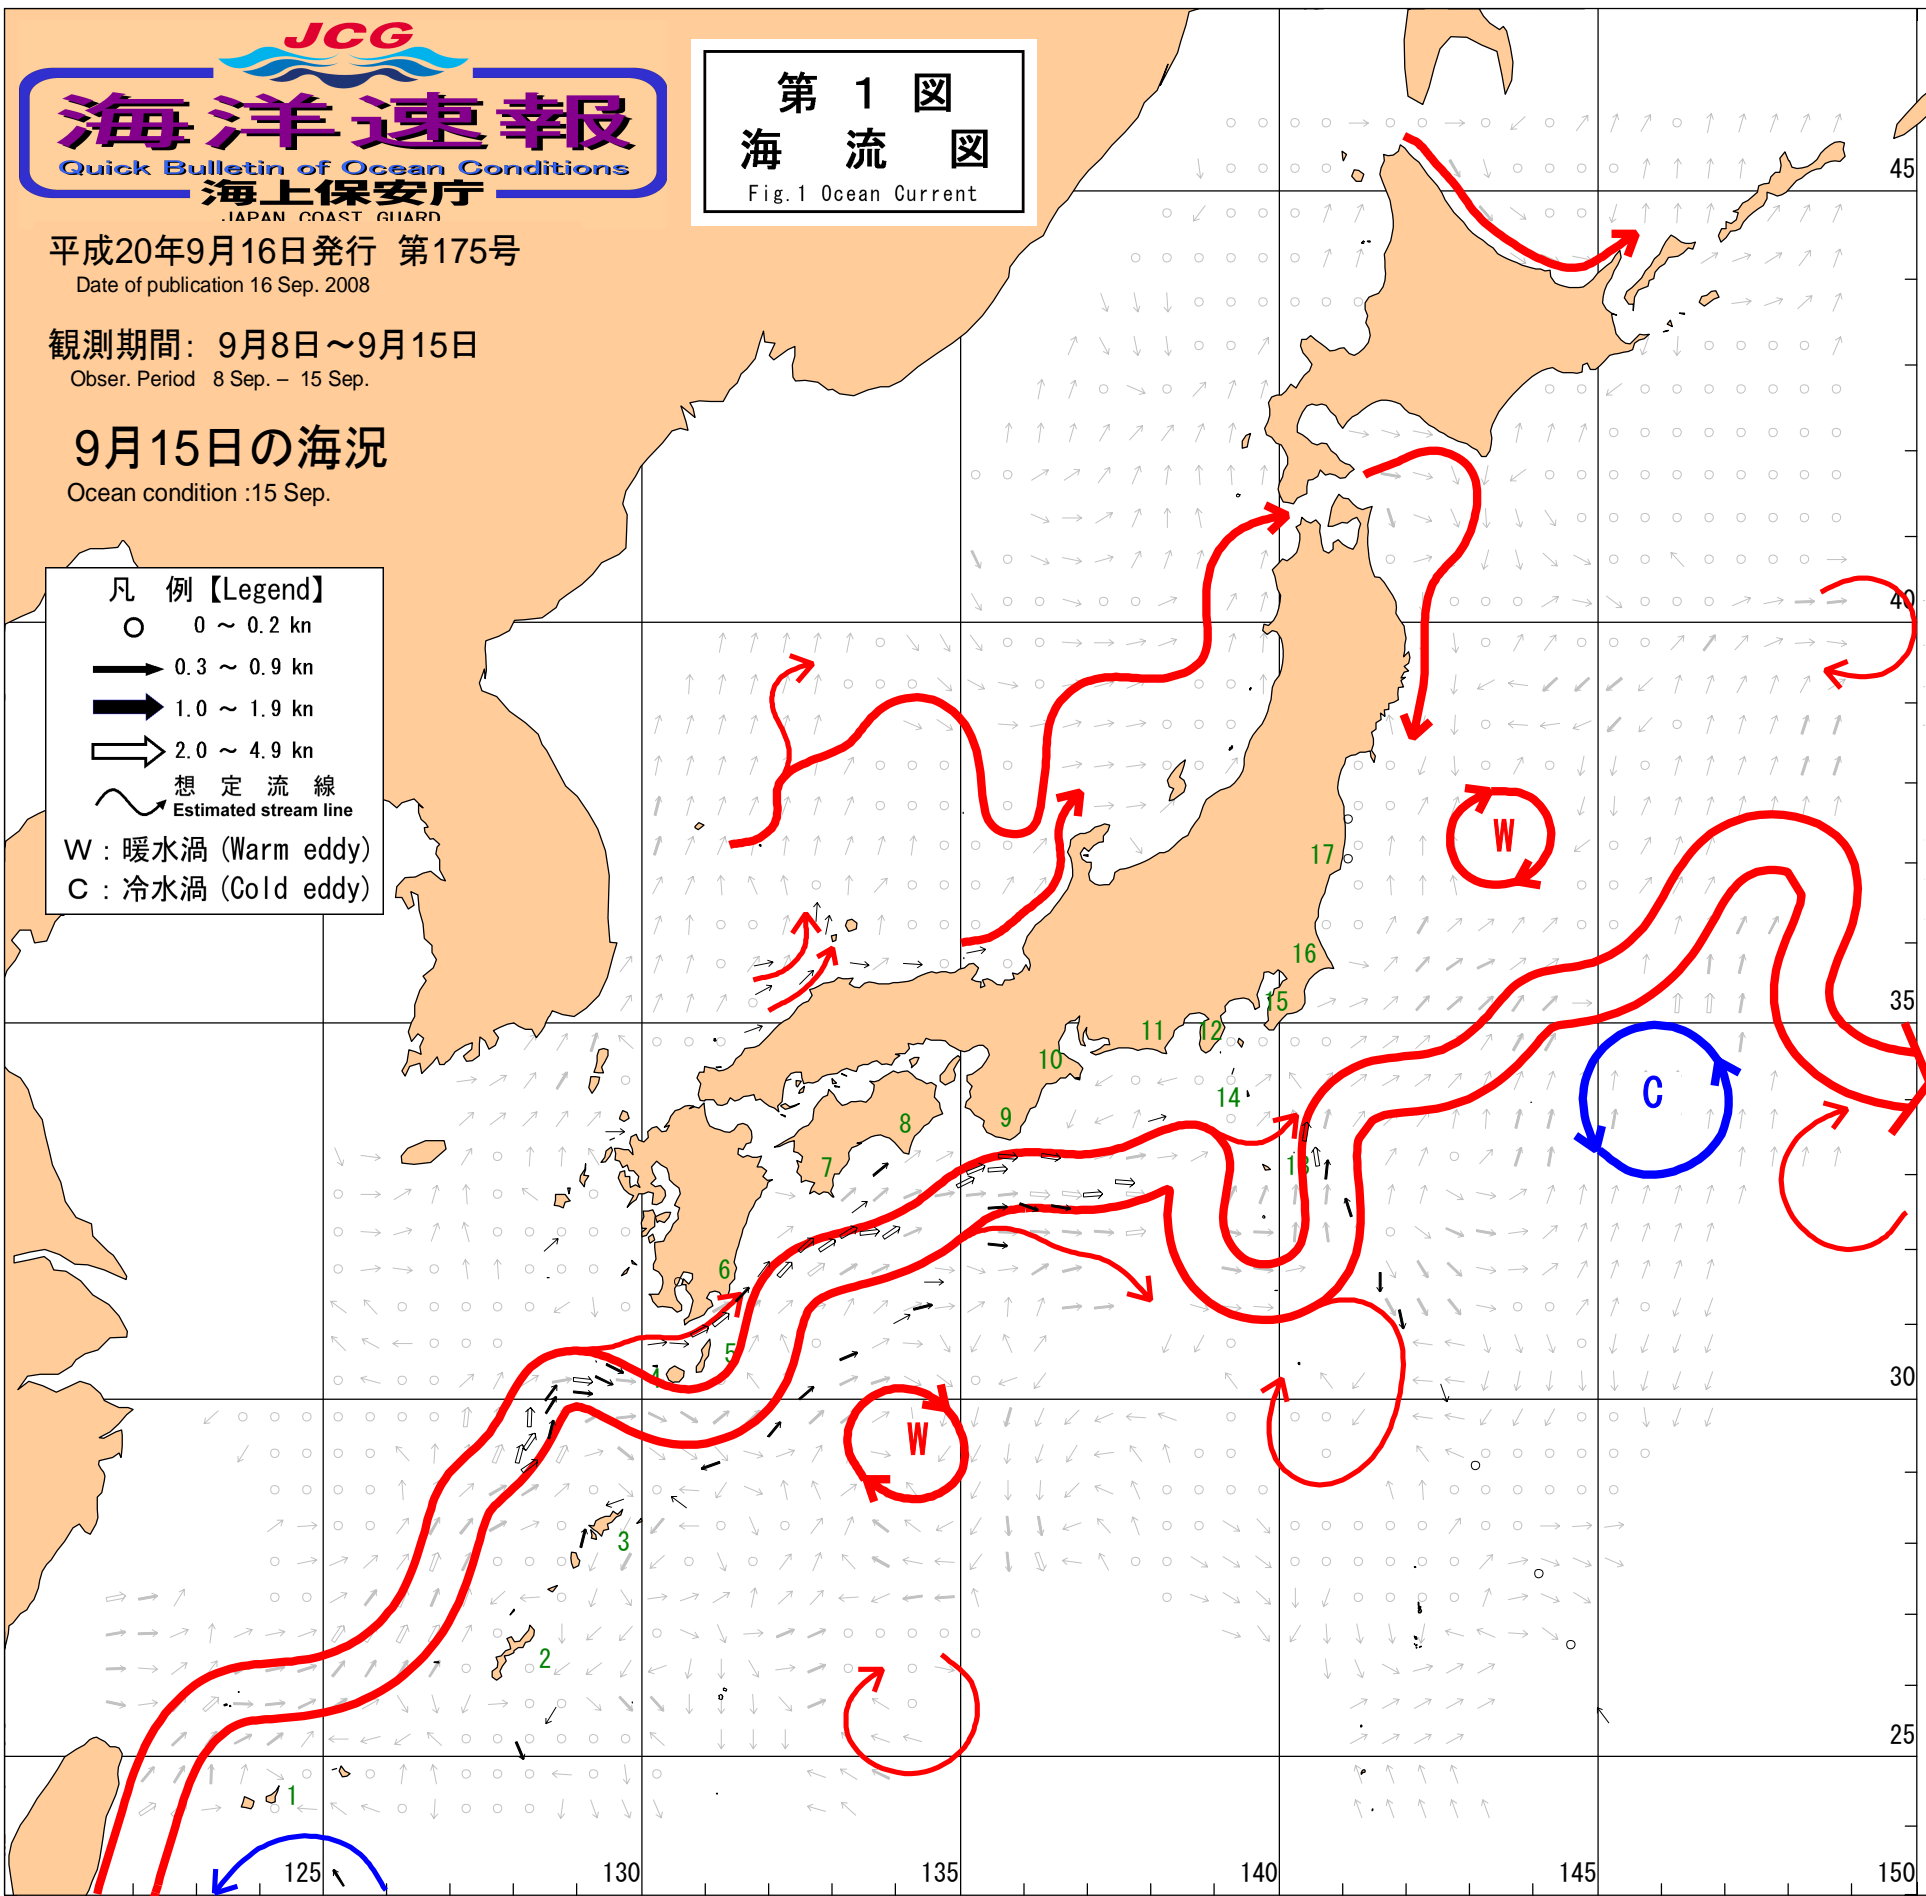 JCG
海洋速報
Quick Bulletin of Ocean Conditions
海上保安庁
JAPAN COAST GUARD
平成20年9月16日発行 第175号
Date of publication 16 Sep. 2008
観測期間: 9月8日～9月15日
Obser. Period 8 Sep. – 15 Sep.
9月15日の海況
Ocean condition :15 Sep.
第 1 図
海 流 図
Fig.1 Ocean Current
凡 例【Legend】
0 ～ 0.2 kn
0.3 ～ 0.9 kn
1.0 ～ 1.9 kn
2.0 ～ 4.9 kn
想 定 流 線
Estimated stream line
W : 暖水渦 (Warm eddy)
C : 冷水渦 (Cold eddy)
45
40
W
17
16
35
15
12
11
10
C
14
9
8
13
7
6
5
4
30
W
3
2
25
1
125
130
135
140
145
150